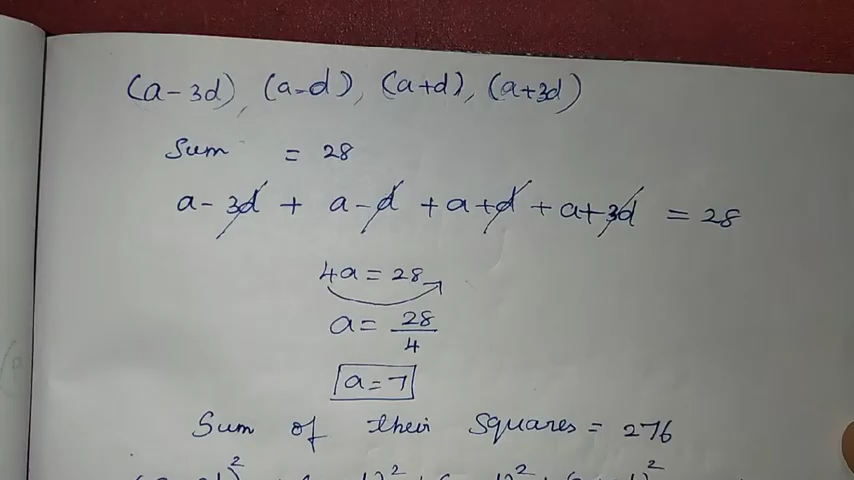 (a-3d), (a-d), (a+d), (a+3d)
Sum = 28
a-3d + a-d + a+d + a+3d = 28
4a = 28
a = 28/4
a=7
Sum of their Squares = 276